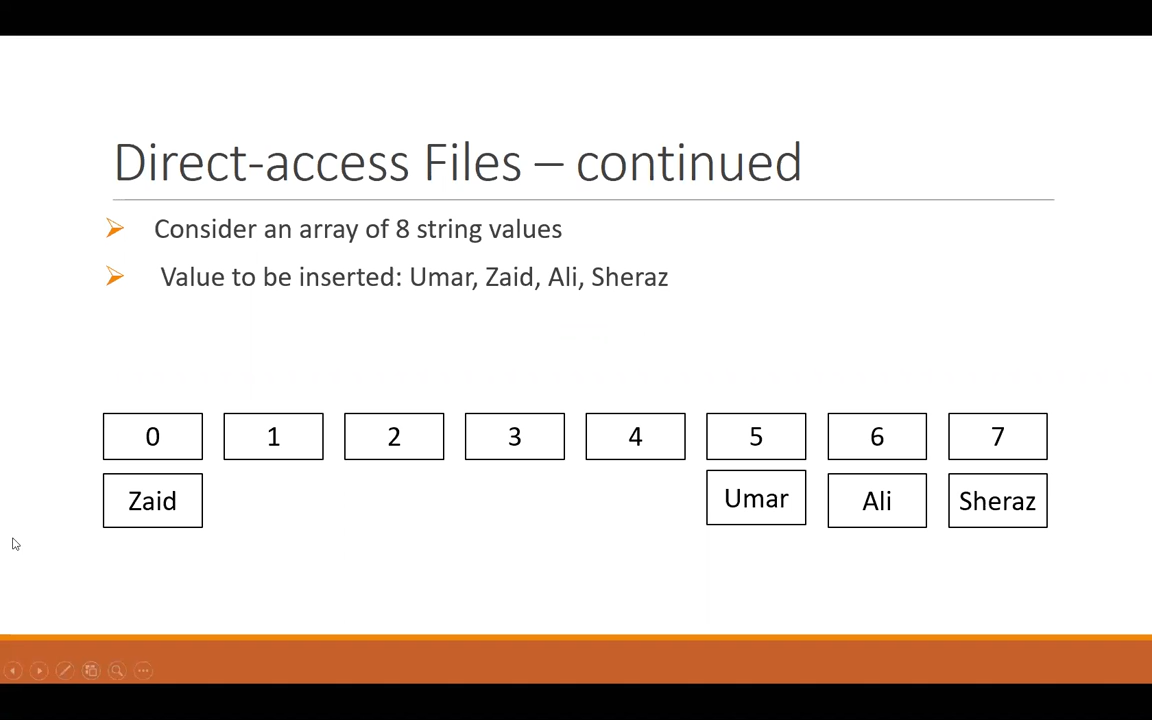 Direct-access Files – continued
Consider an array of 8 string values
Value to be inserted: Umar, Zaid, Ali, Sheraz
0 1 2 3 4 5 6 7
Zaid Umar Ali Sheraz